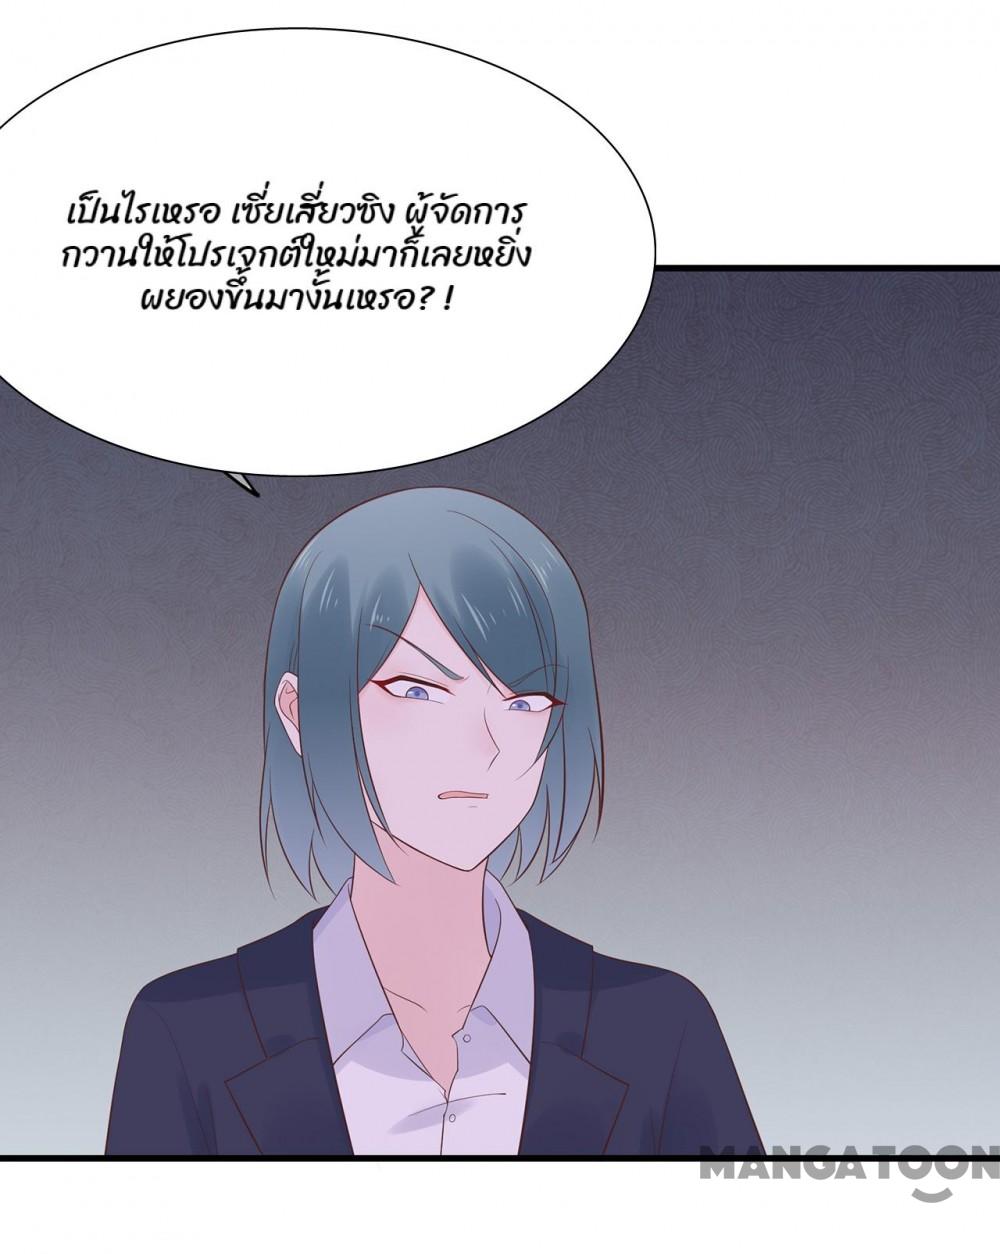 เป็นไรเหรอ เซี่ยเสี่ยวซิง ผู้จัดการ
กวานให้โปรเจกต์ใหม่มาก็เลยหยิ่ง
ผยองขึ้นมางั้นเหรอ?!
MANGATOON